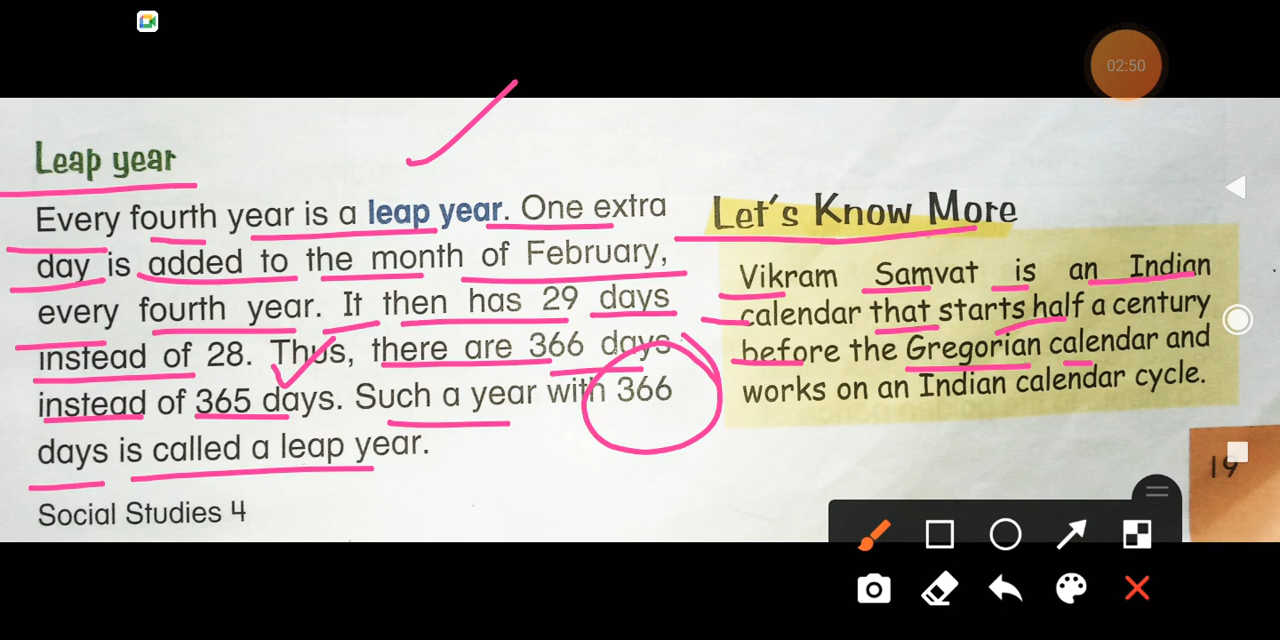 02:50
Leap year
Every fourth year is a leap year. One extra
day is added to the month of February,
every fourth year. It then has 29 days
instead of 28. Thus, there are 366 days
instead of 365 days. Such a year with 366
days is called a leap year.
Social Studies 4
Let's Know More
Vikram Samvat is an Indian
calendar that starts half a century
before the Gregorian calendar and
works on an Indian calendar cycle.
19